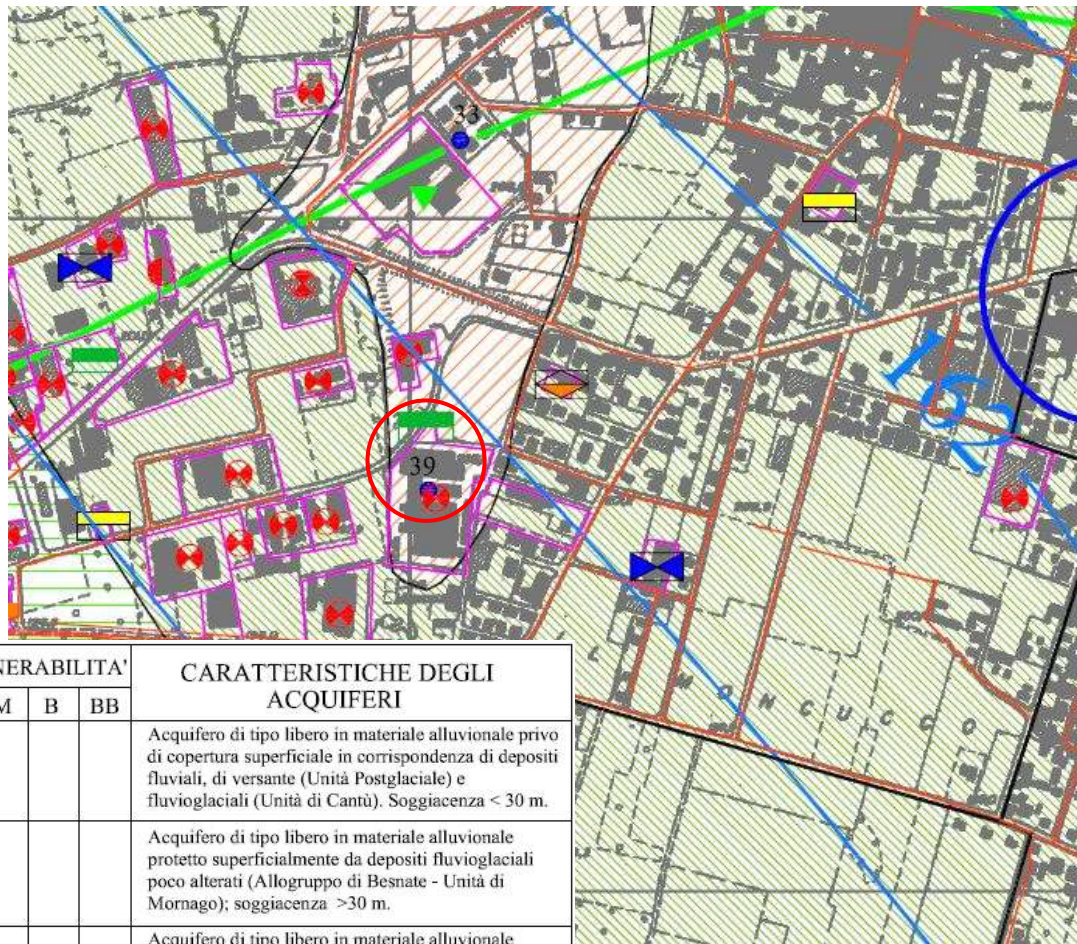 33
39
162
MONCUCCO
NERABILITA'
M B BB
CARATTERISTICHE DEGLI
ACQUIFERI
Acquifero di tipo libero in materiale alluvionale privo
di copertura superficiale in corrispondenza di depositi
fluviali, di versante (Unità Postglaciale) e
fluvioglaciali (Unità di Cantù). Soggiacenza < 30 m.
Acquifero di tipo libero in materiale alluvionale
protetto superficialmente da depositi fluvioglaciali
poco alterati (Allogruppo di Besnate - Unità di
Mornago); soggiacenza >30 m.
Acquifero di tipo libero in materiale alluvionale